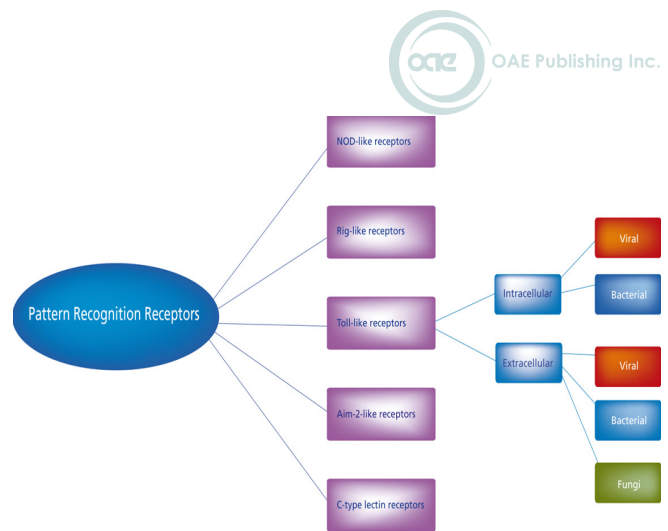 OAE
OAE Publishing Inc.
NOD-like receptors
Rig-like receptors
Viral
Intracellular
Bacterial
Pattern Recognition Receptors
Toll-like receptors
Extracellular
Viral
Aim-2-like receptors
Bacterial
Fungi
C-type lectin receptors